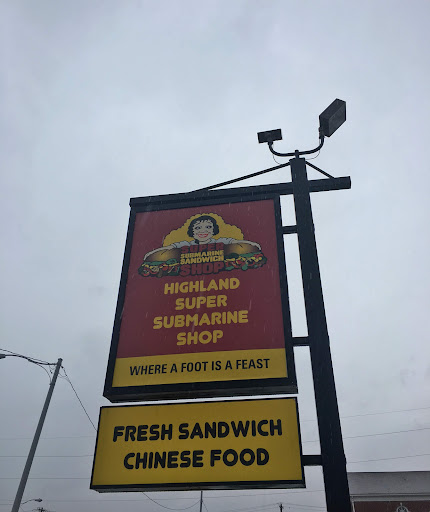 SUPER
SUBMARINE
SANDWICH
SHOP
HIGHLAND
SUPER
SUBMARINE
SHOP
WHERE A FOOT IS A FEAST
FRESH SANDWICH
CHINESE FOOD